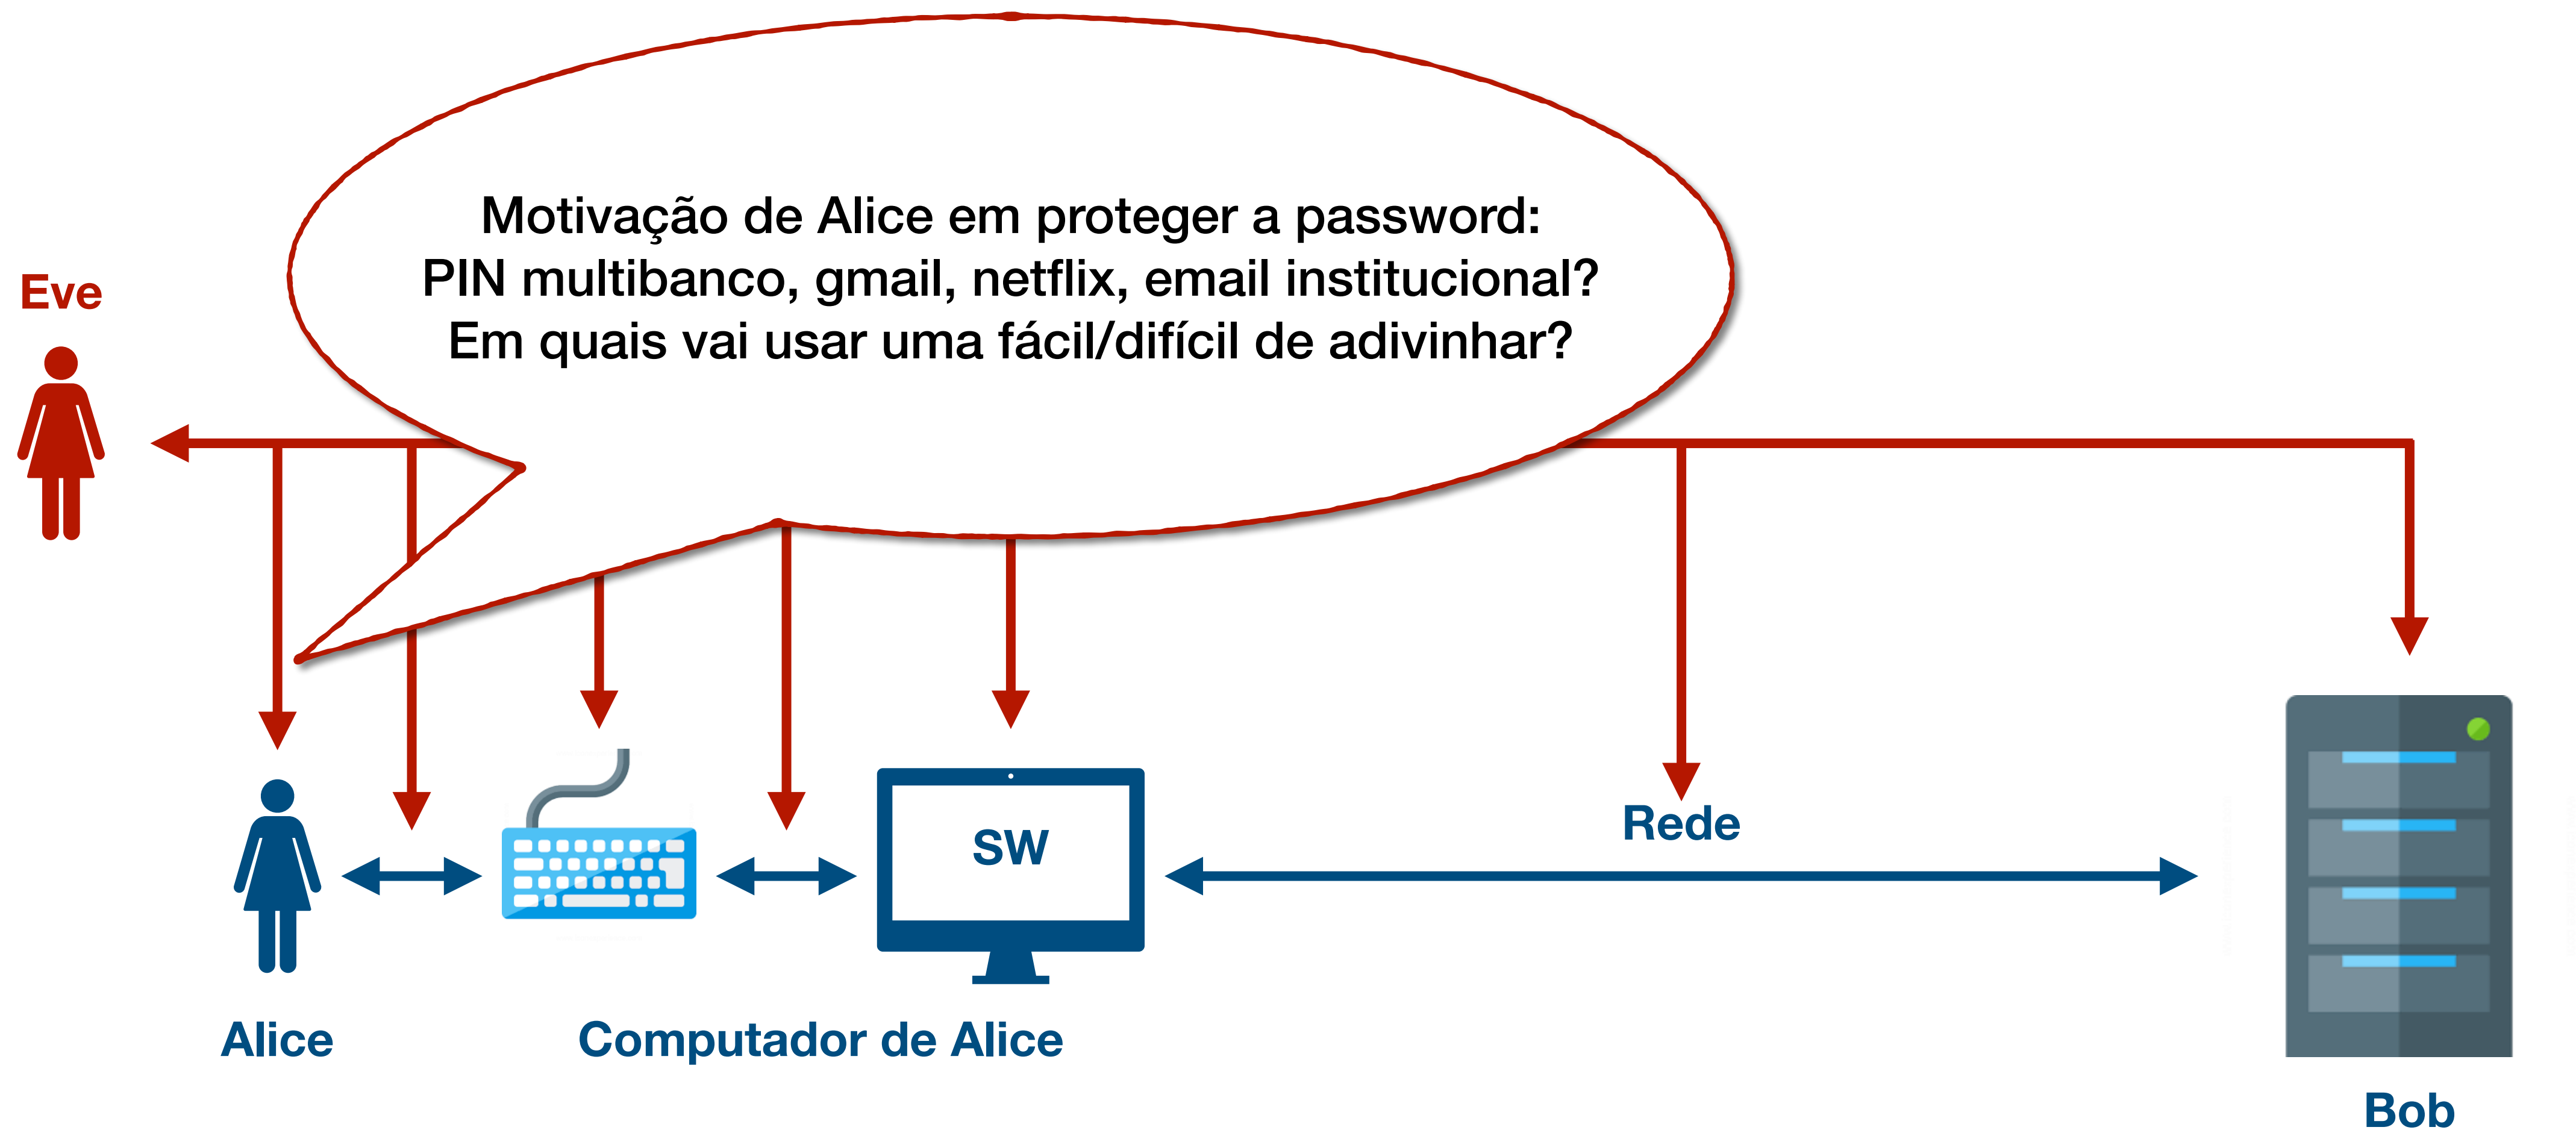 Motivação de Alice em proteger a password:
PIN multibanco, gmail, netflix, email institucional?
Em quais vai usar uma fácil/difícil de adivinhar?
Eve
SW
Rede
Alice
Computador de Alice
Bob